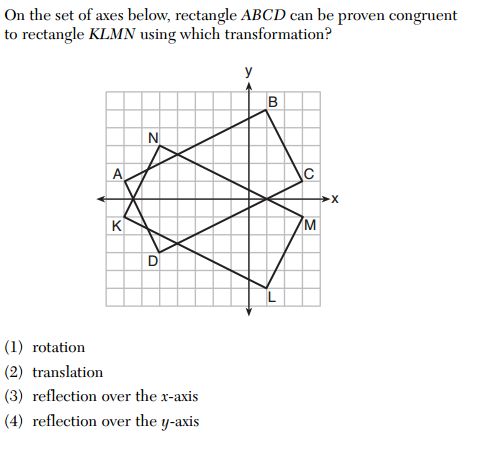 On the set of axes below, rectangle ABCD can be proven congruent
to rectangle KLMN using which transformation?
y
B
N
A
C
x
K
M
D
L
(1) rotation
(2) translation
(3) reflection over the x-axis
(4) reflection over the y-axis